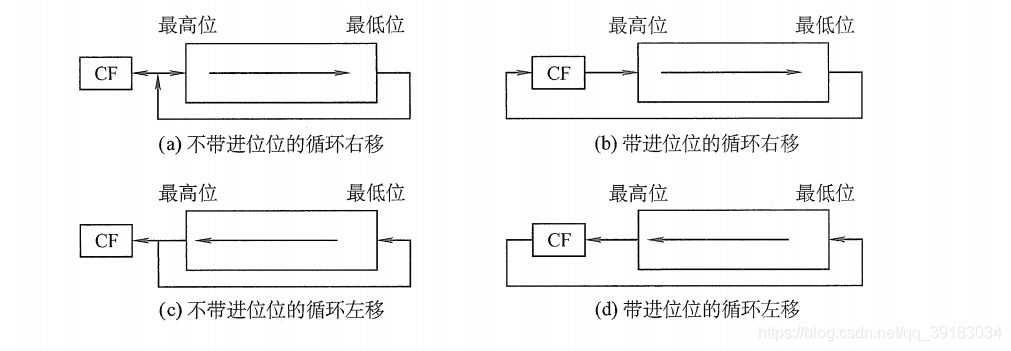 最高位 最低位 最高位 最低位
CF CF
(a) 不带进位位的循环右移 (b) 带进位位的循环右移
最高位 最低位 最高位 最低位
CF CF
(c) 不带进位位的循环左移 (d) 带进位位的循环左移
https://blog.csdn.net/qq_39183034